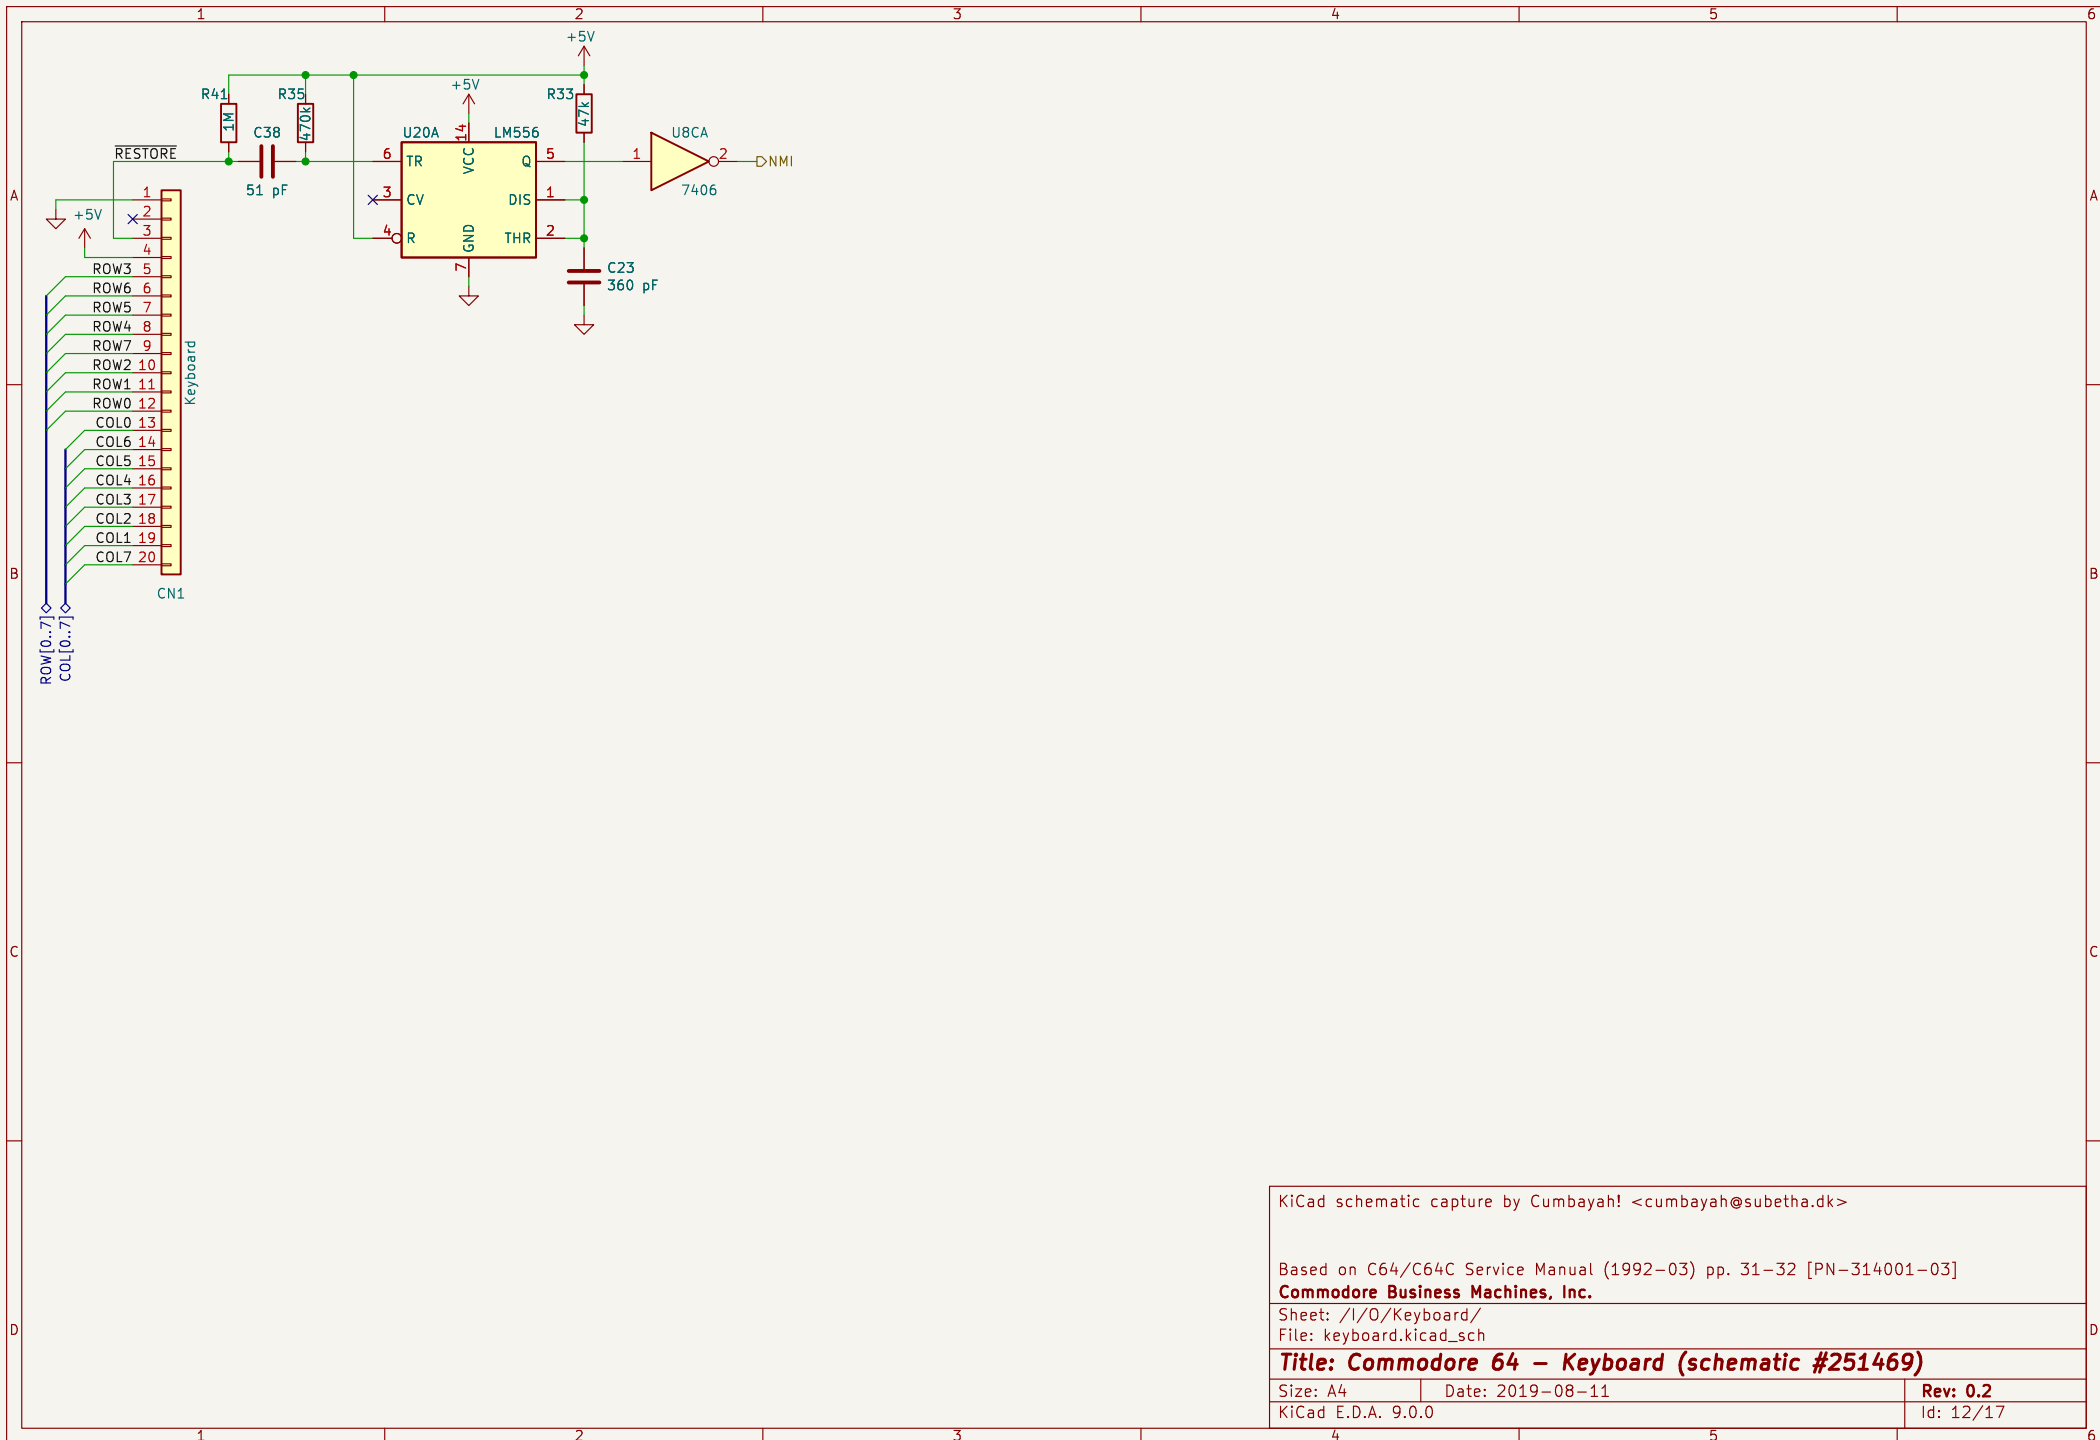 1 2 3 4 5 6
+5V
+5V
R41 R35 R33
1M 470k 47k
C38 U20A LM556 U8CA
14
RESTORE
6 TR VCC Q 5 1 2 NMI
51 pF 7406
3 CV DIS 1
4 R GND THR 2
7
C23
360 pF
A A
1
2
+5V
3
4
ROW3 5
ROW6 6
ROW5 7
ROW4 8
ROW7 9
ROW2 10
ROW1 11
ROW0 12
COL0 13
COL6 14
COL5 15
COL4 16
COL3 17
COL2 18
COL1 19
COL7 20
Keyboard
CN1
B B
ROW[0..7]
COL[0..7]
C C
KiCad schematic capture by Cumbayah! <cumbayah@subetha.dk>
Based on C64/C64C Service Manual (1992-03) pp. 31-32 [PN-314001-03]
Commodore Business Machines, Inc.
Sheet: /I/O/Keyboard/
File: keyboard.kicad_sch
D D
Title: Commodore 64 - Keyboard (schematic #251469)
Size: A4 Date: 2019-08-11 Rev: 0.2
KiCad E.D.A. 9.0.0 Id: 12/17
1 2 3 4 5 6